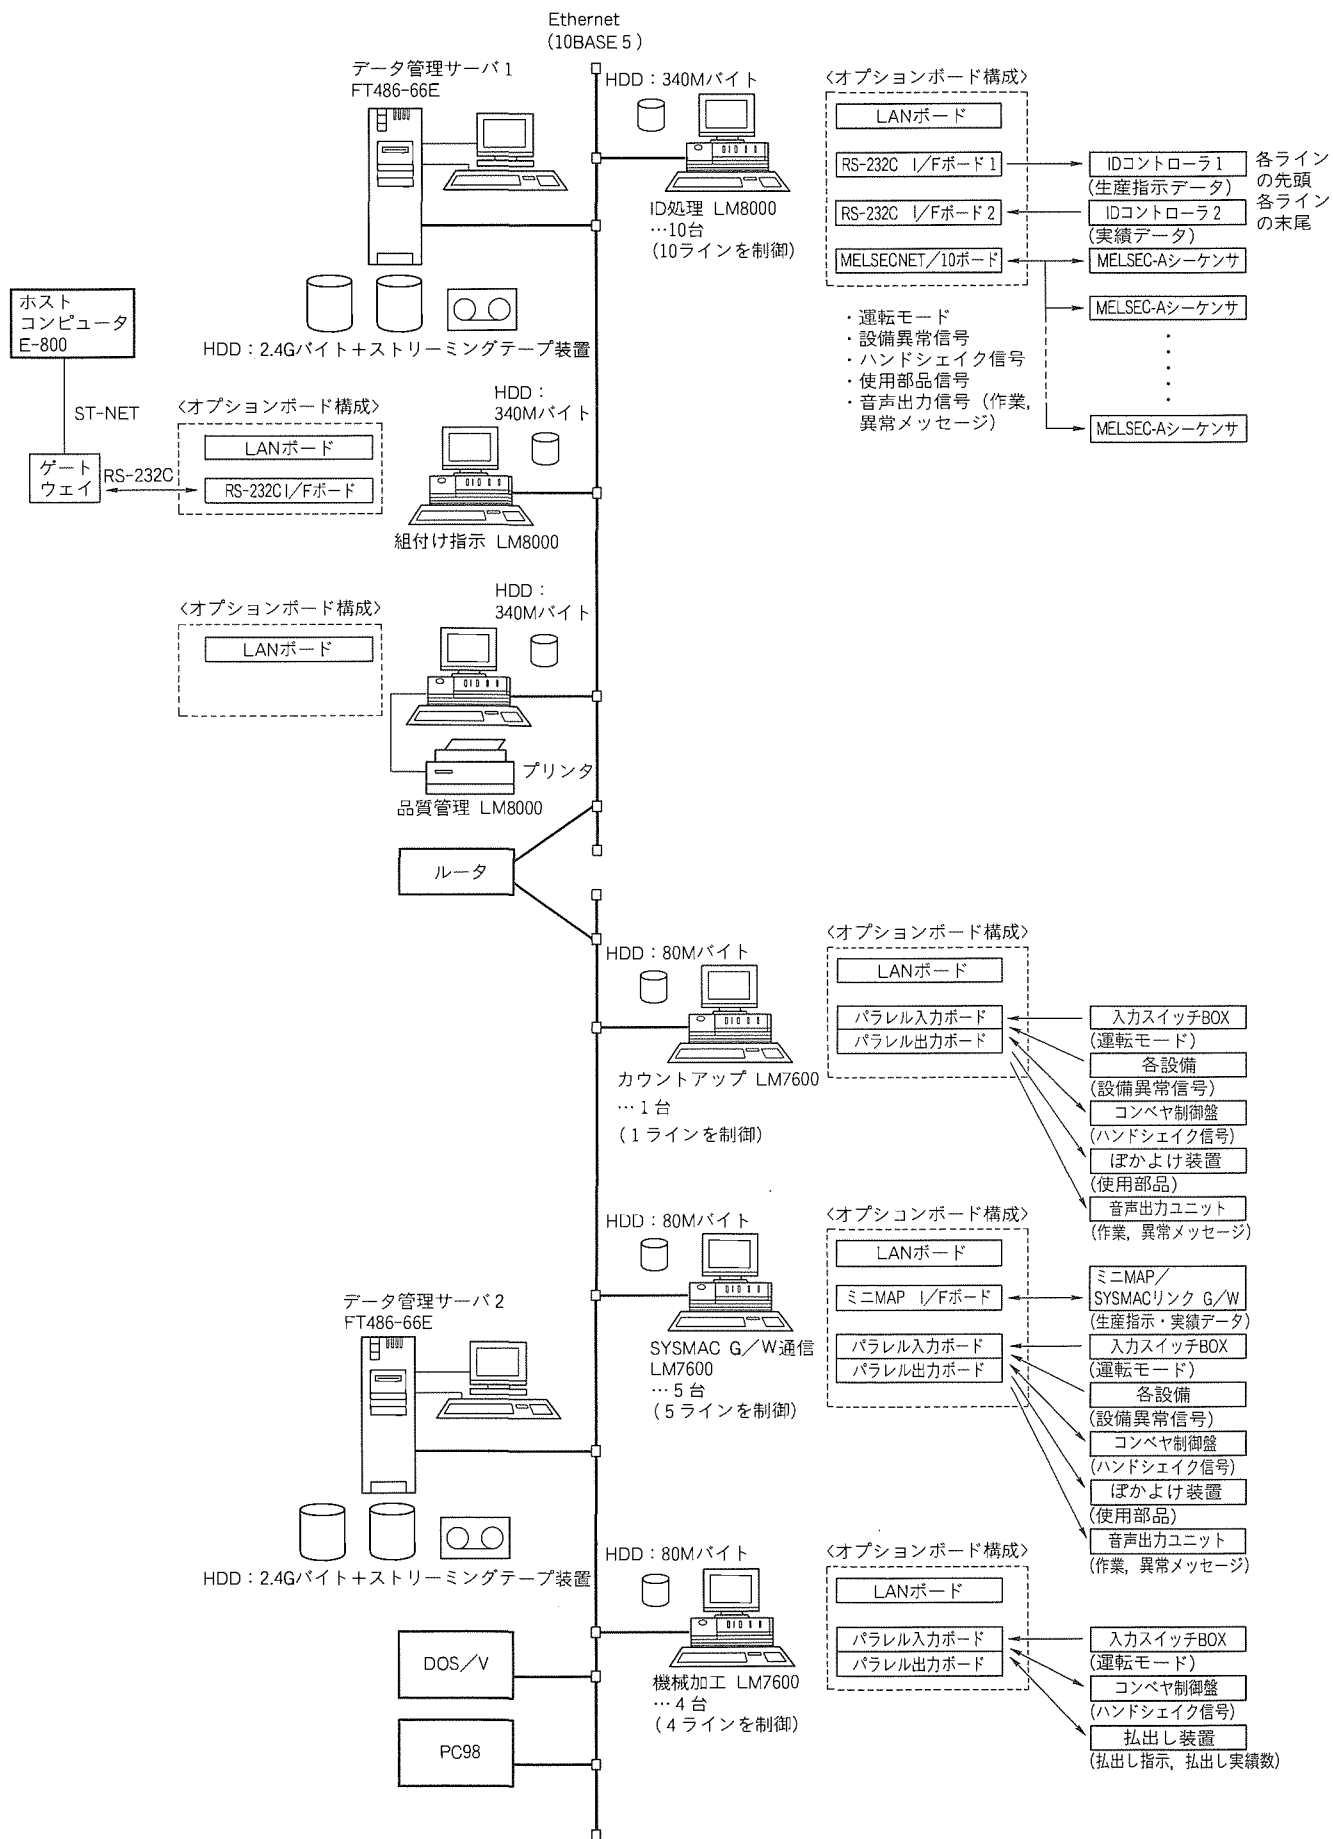 Ethernet
(10BASE 5)
データ管理サーバ1
FT486-66E
HDD：2.4Gバイト＋ストリーミングテープ装置
HDD：340Mバイト
ID処理 LM8000
…10台
(10ラインを制御)
〈オプションボード構成〉
LANボード
RS-232C I／Fボード1
RS-232C I／Fボード2
MELSECNET／10ボード
・運転モード
・設備異常信号
・ハンドシェイク信号
・使用部品信号
・音声出力信号（作業，
異常メッセージ）
IDコントローラ1
(生産指示データ)
IDコントローラ2
(実績データ)
各ライン
の先頭
各ライン
の末尾
MELSEC-Aシーケンサ
MELSEC-Aシーケンサ
MELSEC-Aシーケンサ
ホスト
コンピュータ
E-800
ST-NET
ゲート
ウェイ
RS-232C
〈オプションボード構成〉
LANボード
RS-232C I／Fボード
HDD：
340Mバイト
組付け指示 LM8000
〈オプションボード構成〉
LANボード
HDD：
340Mバイト
プリンタ
品質管理 LM8000
ルータ
HDD：80Mバイト
カウントアップ LM7600
…1台
(1ラインを制御)
〈オプションボード構成〉
LANボード
パラレル入力ボード
パラレル出力ボード
入力スイッチBOX
(運転モード)
各設備
(設備異常信号)
コンベヤ制御盤
(ハンドシェイク信号)
ぽかよけ装置
(使用部品)
音声出力ユニット
(作業，異常メッセージ)
HDD：80Mバイト
SYSMAC G／W通信
LM7600
…5台
(5ラインを制御)
〈オプションボード構成〉
LANボード
ミニMAP I／Fボード
パラレル入力ボード
パラレル出力ボード
ミニMAP／
SYSMACリンク G／W
(生産指示・実績データ)
入力スイッチBOX
(運転モード)
各設備
(設備異常信号)
コンベヤ制御盤
(ハンドシェイク信号)
ぽかよけ装置
(使用部品)
音声出力ユニット
(作業，異常メッセージ)
データ管理サーバ2
FT486-66E
HDD：2.4Gバイト＋ストリーミングテープ装置
HDD：80Mバイト
機械加工 LM7600
…4台
(4ラインを制御)
〈オプションボード構成〉
LANボード
パラレル入力ボード
パラレル出力ボード
入力スイッチBOX
(運転モード)
コンベヤ制御盤
(ハンドシェイク信号)
払出し装置
(払出し指示，払出し実績数)
DOS／V
PC98